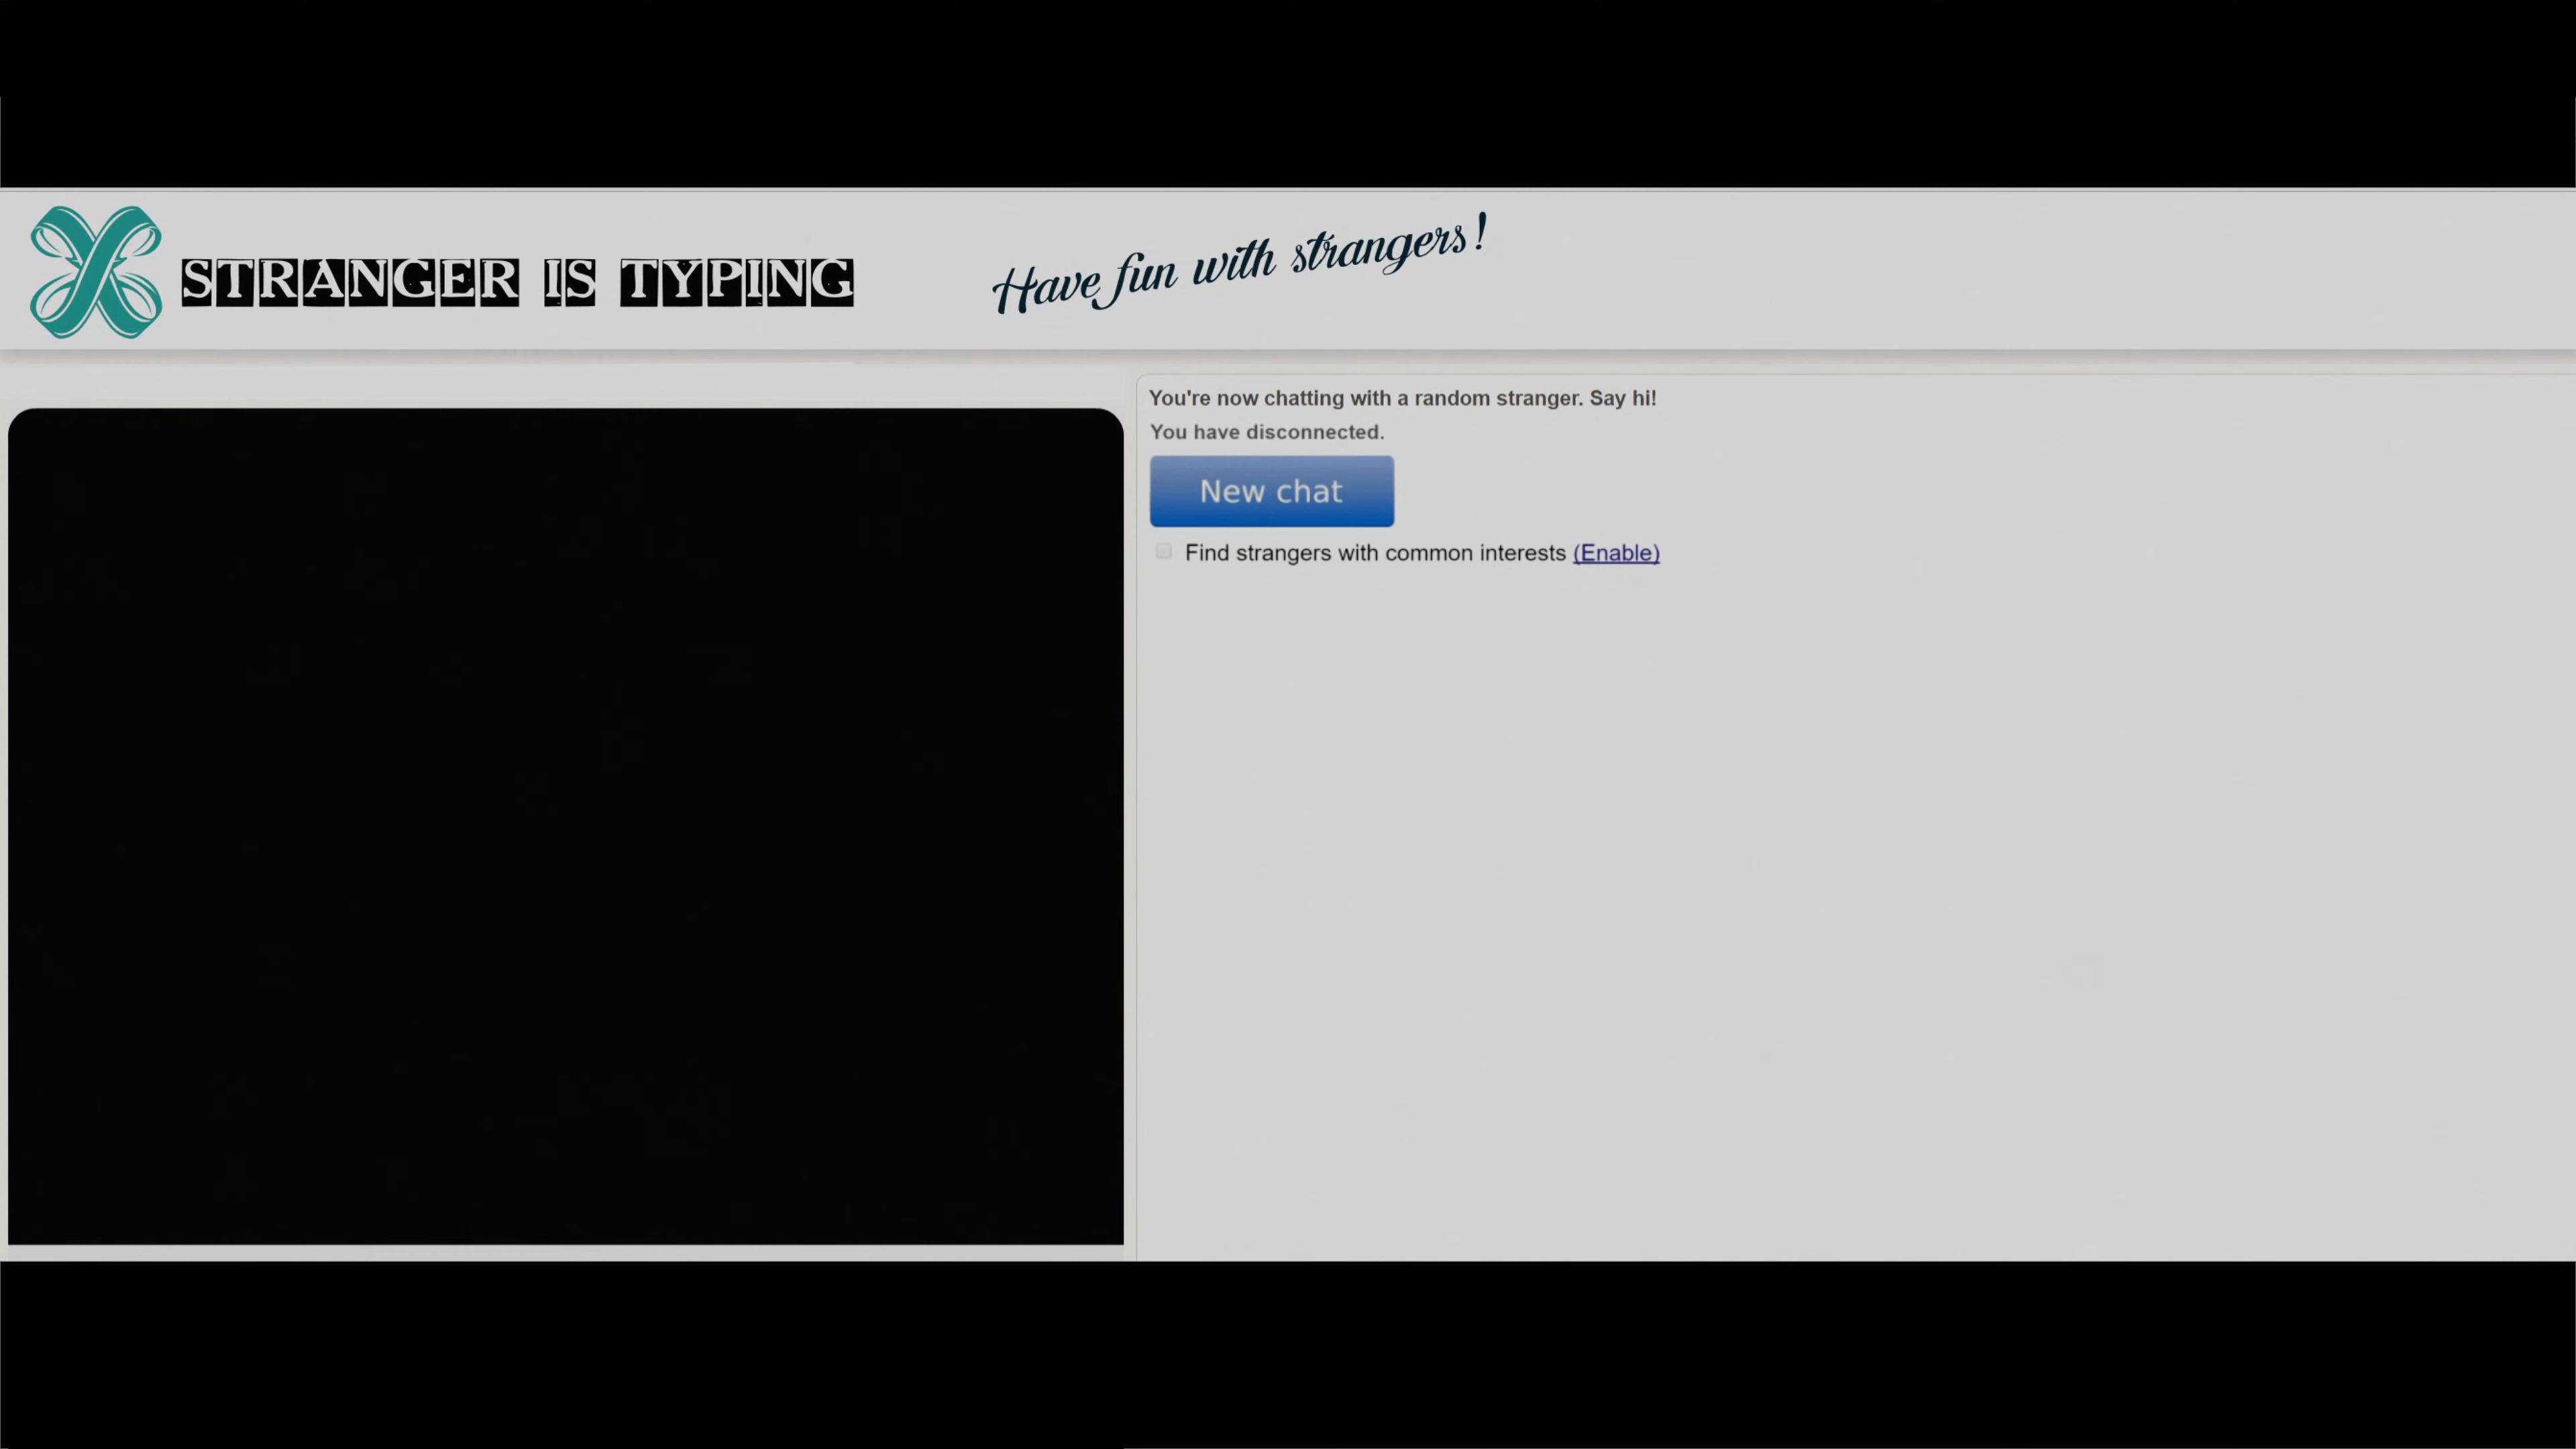 STRANGER IS TYPING
Have fun with strangers!
You're now chatting with a random stranger. Say hi!
You have disconnected.
New chat
Find strangers with common interests (Enable)